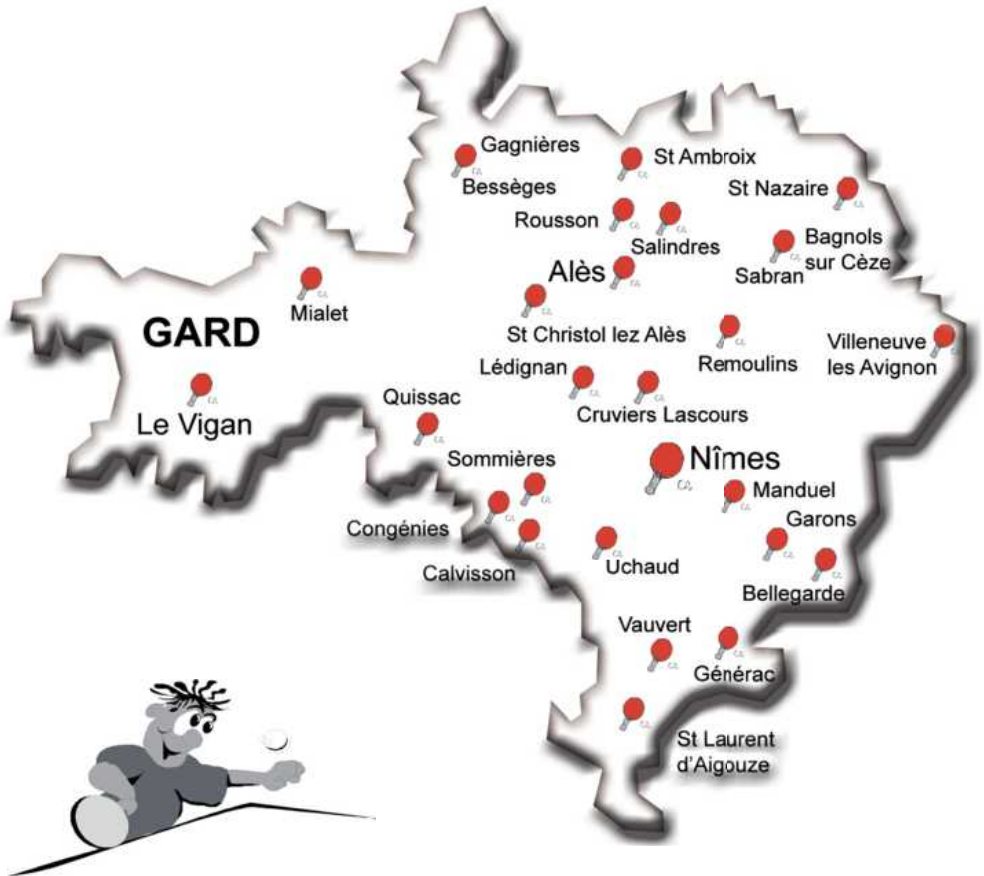 Gagnières
Bessèges
St Ambroix
St Nazaire
Rousson
Salindres
Bagnols
sur Cèze
Sabran
Alès
Mialet
GARD
St Christol lez Alès
Remoulins
Villeneuve
les Avignon
Lédignan
Cruviers Lascours
Quissac
Le Vigan
Sommières
Nîmes
Manduel
Garons
Congénies
Calvisson
Uchaud
Bellegarde
Vauvert
Générac
St Laurent
d'Aigouze